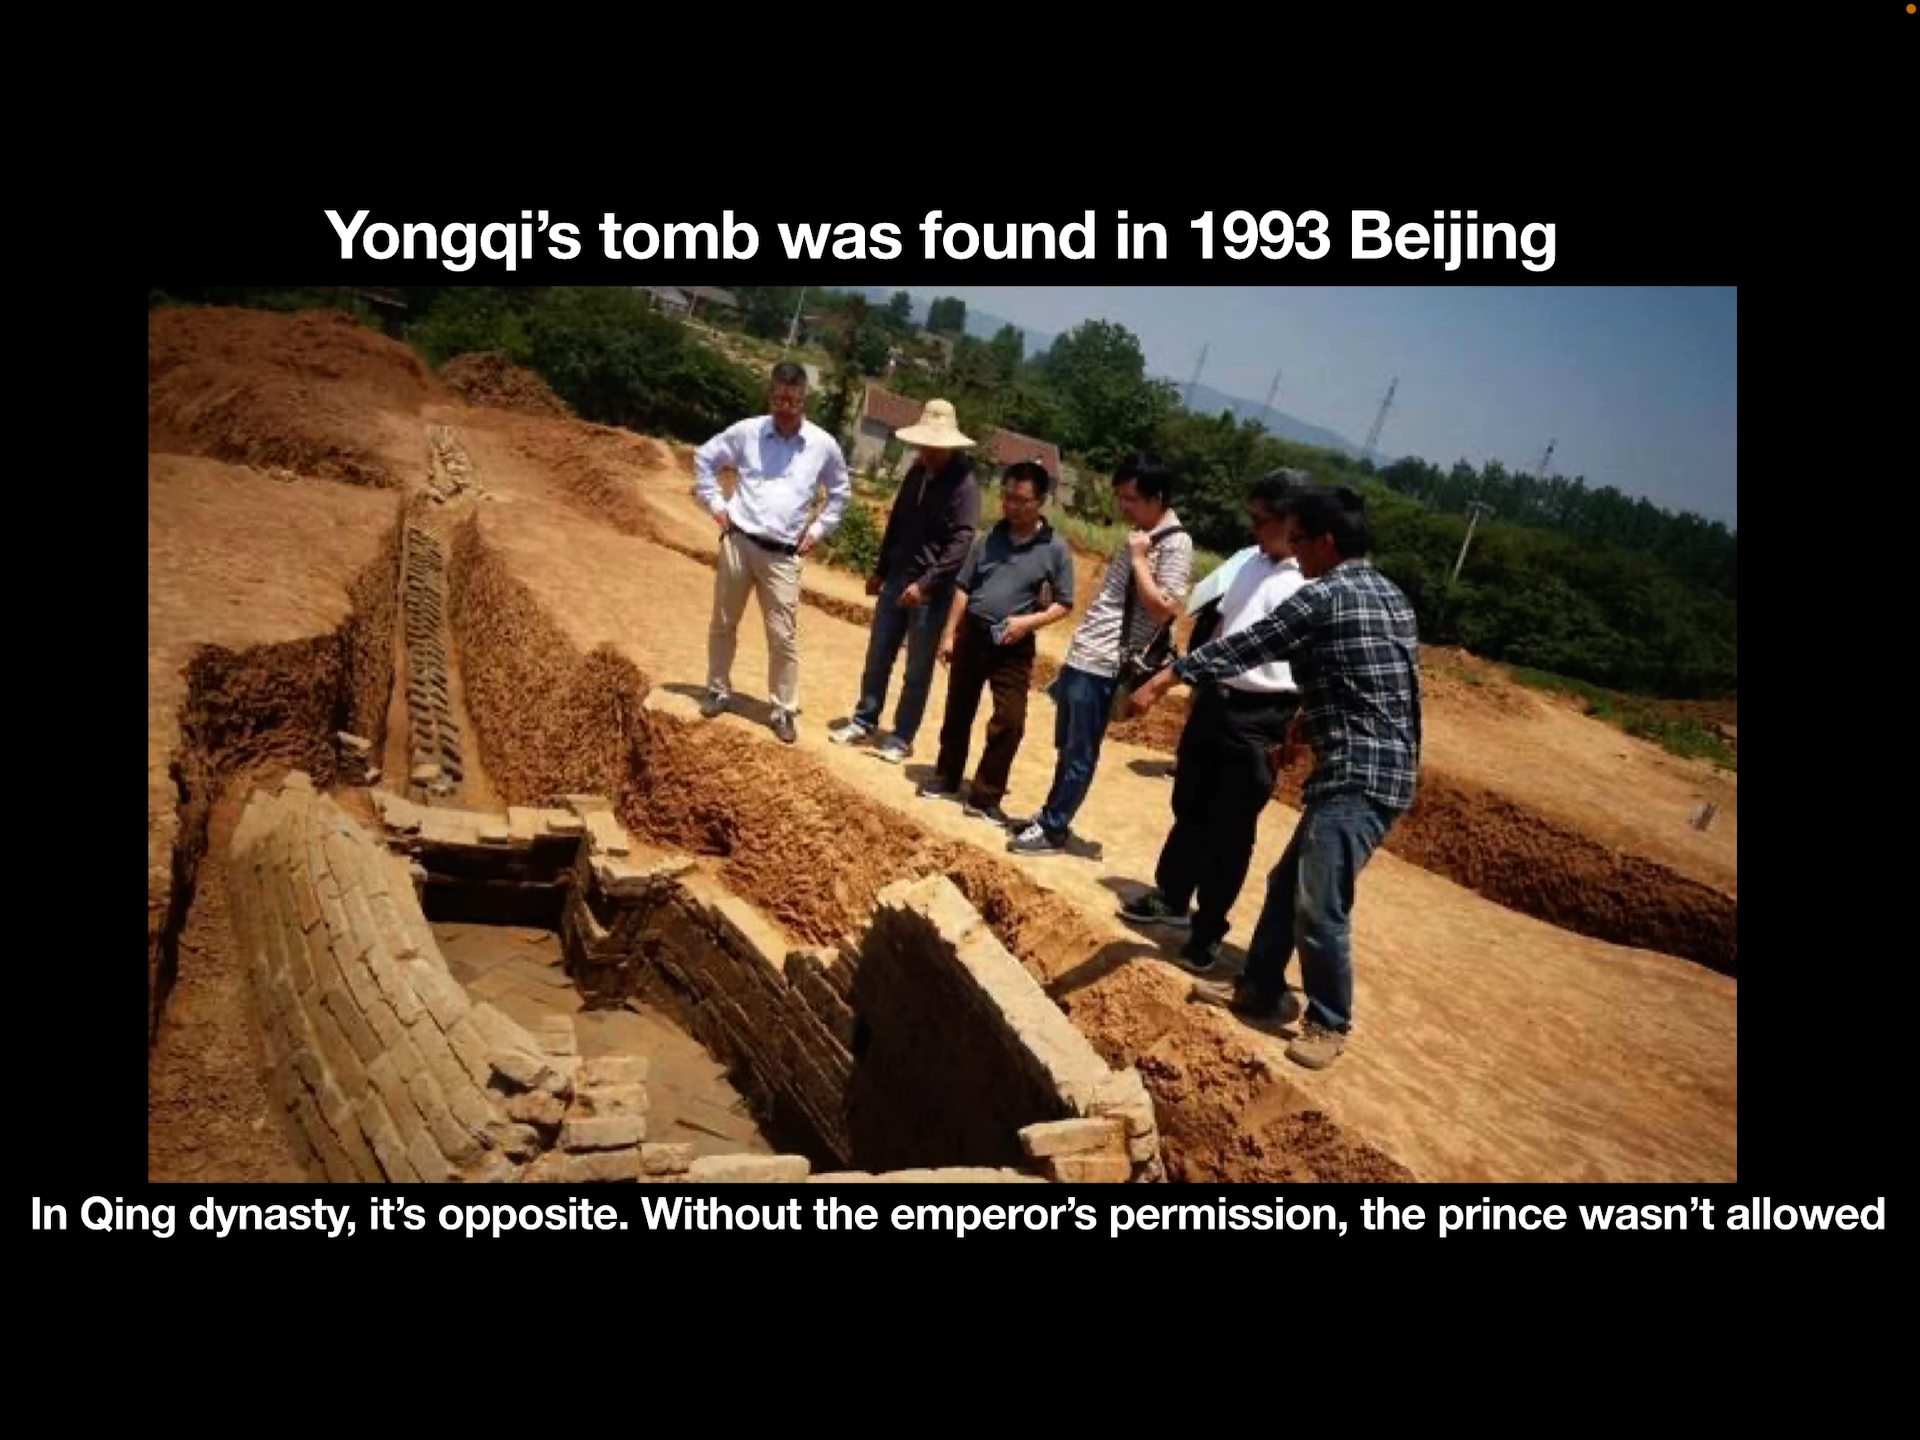 Yongqi’s tomb was found in 1993 Beijing
In Qing dynasty, it’s opposite. Without the emperor’s permission, the prince wasn’t allowed